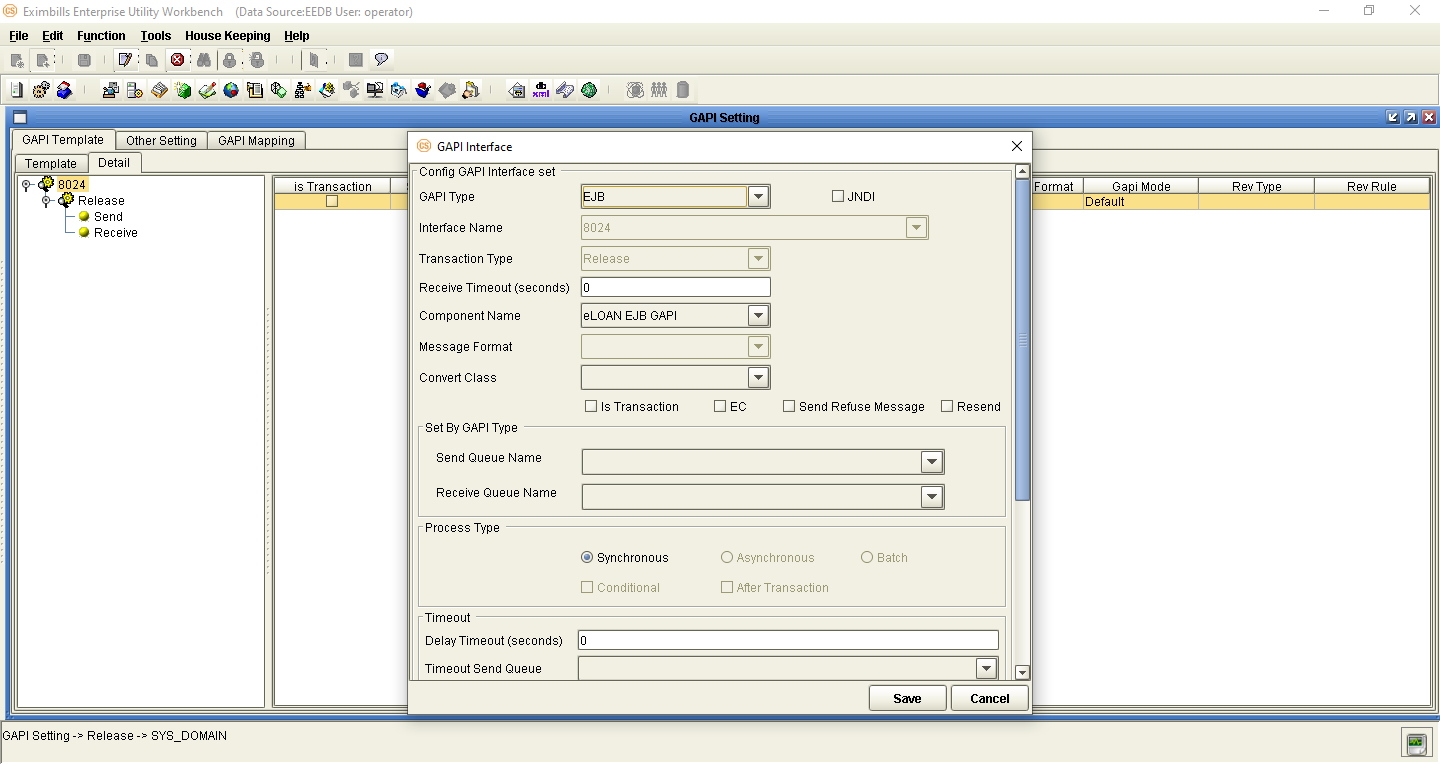 CS Eximbills Enterprise Utility Workbench (Data Source:EEDB User: operator)
File Edit Function Tools House Keeping Help
db xml
GAPI Setting
GAPI Template Other Setting GAPI Mapping
Template Detail
8024
Release
Send
Receive
is Transaction
Format Gapi Mode Rev Type Rev Rule
Default
CS GAPI Interface
Config GAPI Interface set
GAPI Type EJB JNDI
Interface Name 8024
Transaction Type Release
Receive Timeout (seconds) 0
Component Name eLOAN EJB GAPI
Message Format
Convert Class
Is Transaction EC Send Refuse Message Resend
Set By GAPI Type
Send Queue Name
Receive Queue Name
Process Type
Synchronous Asynchronous Batch
Conditional After Transaction
Timeout
Delay Timeout (seconds) 0
Timeout Send Queue
Save Cancel
GAPI Setting -> Release -> SYS_DOMAIN